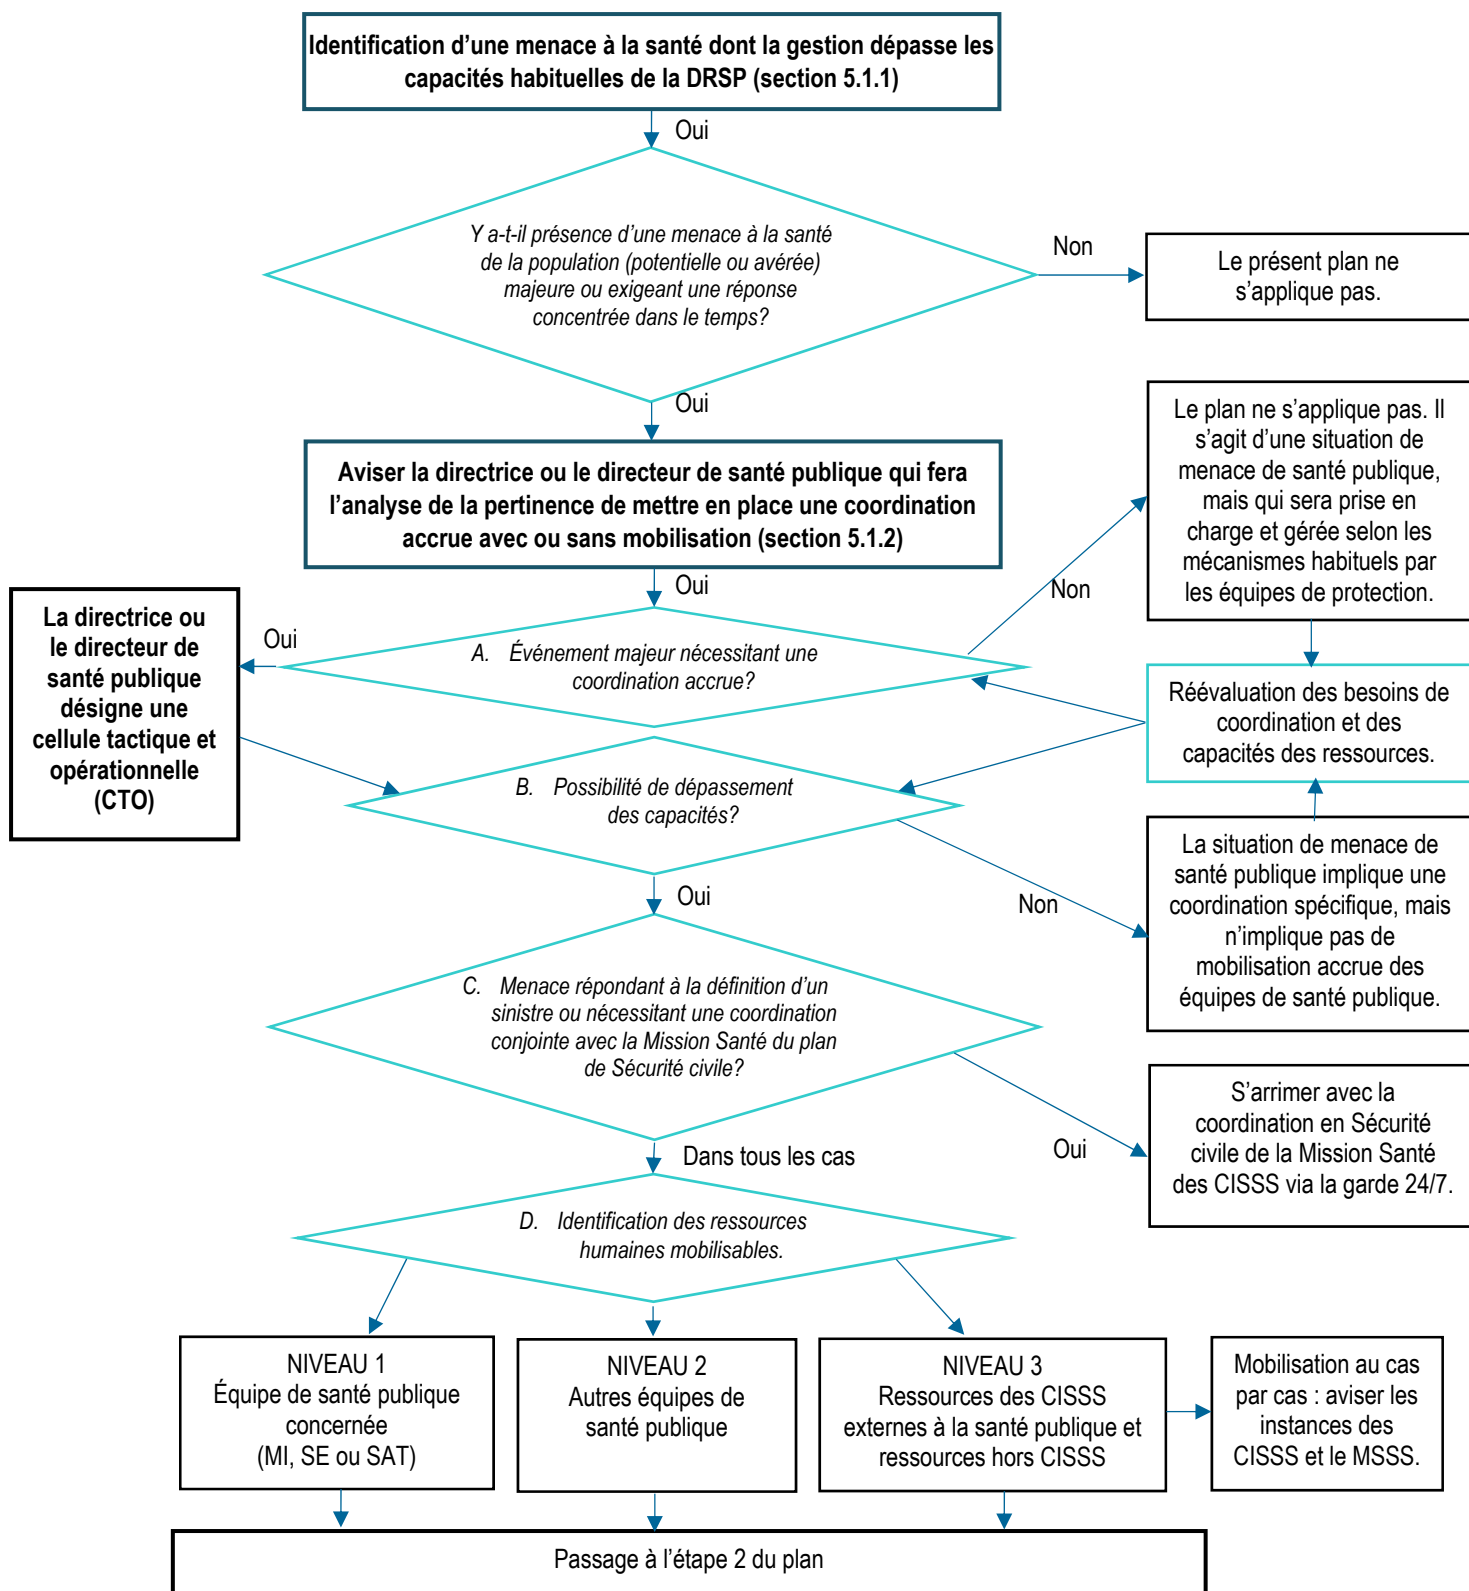 Identification d’une menace à la santé dont la gestion dépasse les
capacités habituelles de la DRSP (section 5.1.1)
Oui
Y a-t-il présence d’une menace à la santé
de la population (potentielle ou avérée)
majeure ou exigeant une réponse
concentrée dans le temps?
Non
Le présent plan ne
s’applique pas.
Oui
Aviser la directrice ou le directeur de santé publique qui fera
l’analyse de la pertinence de mettre en place une coordination
accrue avec ou sans mobilisation (section 5.1.2)
Le plan ne s’applique pas. Il
s’agit d’une situation de
menace de santé publique,
mais qui sera prise en
charge et gérée selon les
mécanismes habituels par
les équipes de protection.
Oui
Non
A. Événement majeur nécessitant une
coordination accrue?
Oui
La directrice ou
le directeur de
santé publique
désigne une
cellule tactique et
opérationnelle
(CTO)
Réévaluation des besoins de
coordination et des
capacités des ressources.
B. Possibilité de dépassement
des capacités?
Oui
Non
La situation de menace de
santé publique implique une
coordination spécifique, mais
n’implique pas de
mobilisation accrue des
équipes de santé publique.
C. Menace répondant à la définition d’un
sinistre ou nécessitant une coordination
conjointe avec la Mission Santé du plan
de Sécurité civile?
Oui
S’arrimer avec la
coordination en Sécurité
civile de la Mission Santé
des CISSS via la garde 24/7.
Dans tous les cas
D. Identification des ressources
humaines mobilisables.
NIVEAU 1
Équipe de santé publique
concernée
(MI, SE ou SAT)
NIVEAU 2
Autres équipes de
santé publique
NIVEAU 3
Ressources des CISSS
externes à la santé publique et
ressources hors CISSS
Mobilisation au cas
par cas : aviser les
instances des
CISSS et le MSSS.
Passage à l’étape 2 du plan